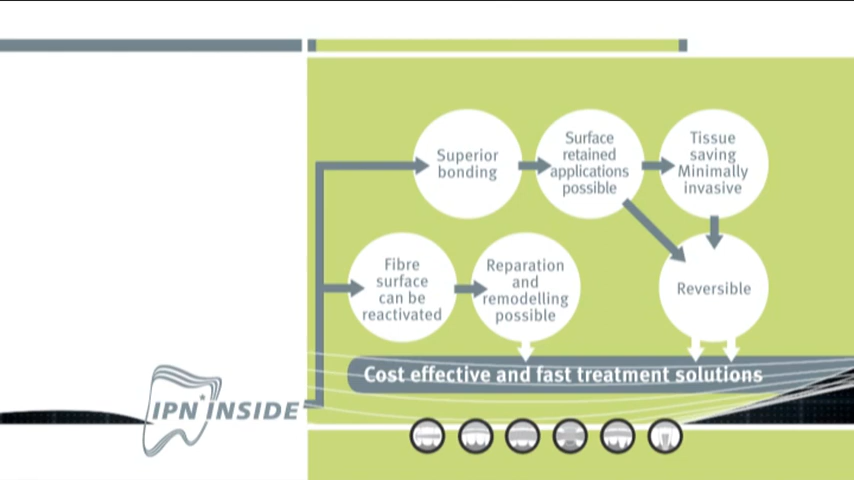 Superior
bonding
Surface
retained
applications
possible
Tissue
saving
Minimally
invasive
Fibre
surface
can be
reactivated
Reparation
and
remodelling
possible
Reversible
Cost effective and fast treatment solutions
IPN*INSIDE